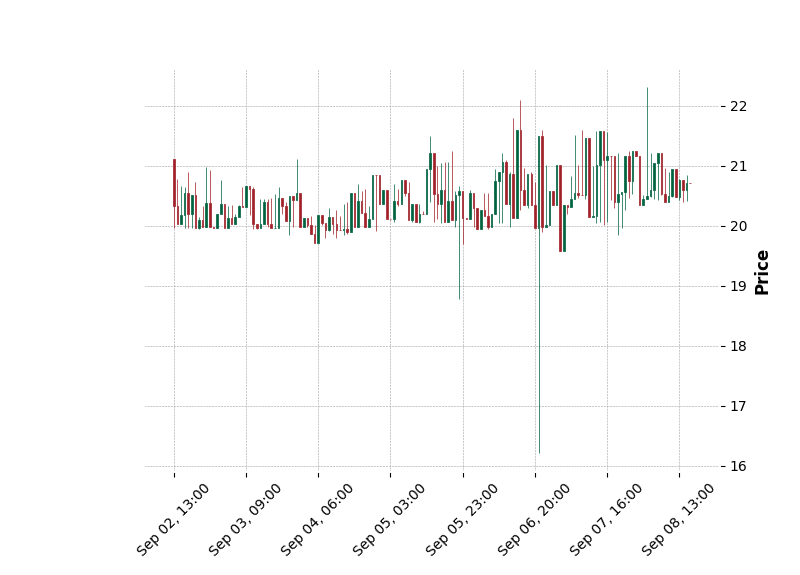 22
21
20
19
18
17
16
Price
Sep 02, 13:00
Sep 03, 09:00
Sep 04, 06:00
Sep 05, 03:00
Sep 05, 23:00
Sep 06, 20:00
Sep 07, 16:00
Sep 08, 13:00